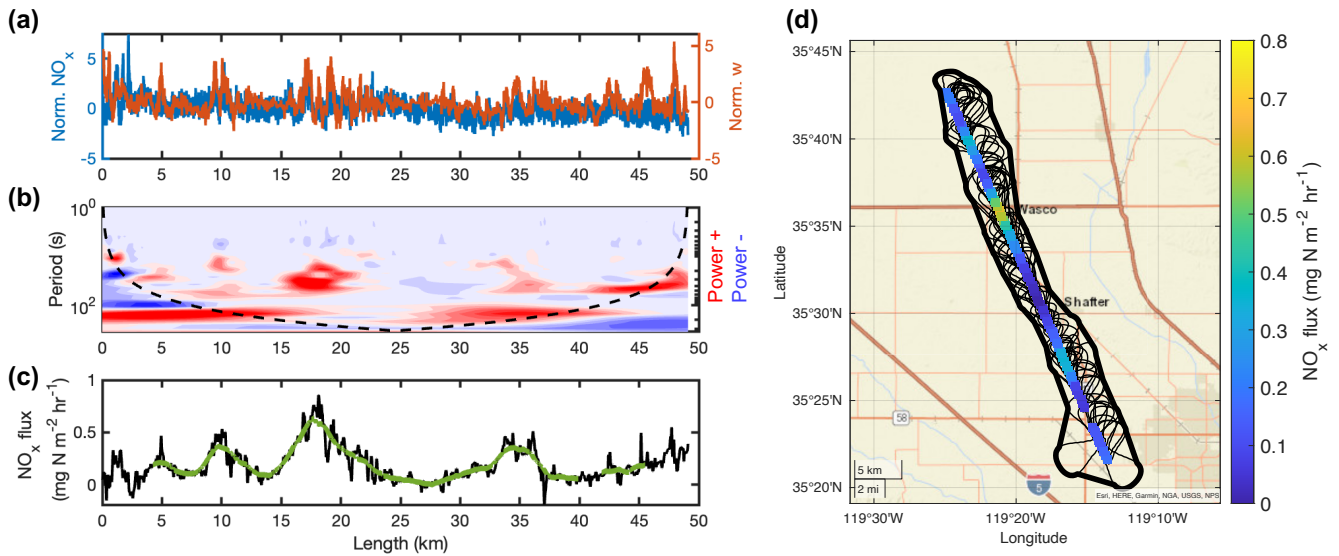 (a)
Norm. NOx
5
0
-5
5
0
-5
Norm. w
0 5 10 15 20 25 30 35 40 45 50
(b)
Period (s)
10⁰
10²
Power +
Power -
0 5 10 15 20 25 30 35 40 45 50
(c)
NOx flux
(mg N m⁻² hr⁻¹)
1
0.5
0
0 5 10 15 20 25 30 35 40 45 50
Length (km)
(d)
Latitude
35°45'N
35°40'N
35°35'N
35°30'N
35°25'N
35°20'N
Wasco
Shafter
58
5
5 km
2 mi
Esri, HERE, Garmin, NGA, USGS, NPS
119°30'W 119°20'W 119°10'W
Longitude
0.8
0.7
0.6
0.5
0.4
0.3
0.2
0.1
0
NOx flux (mg N m⁻² hr⁻¹)